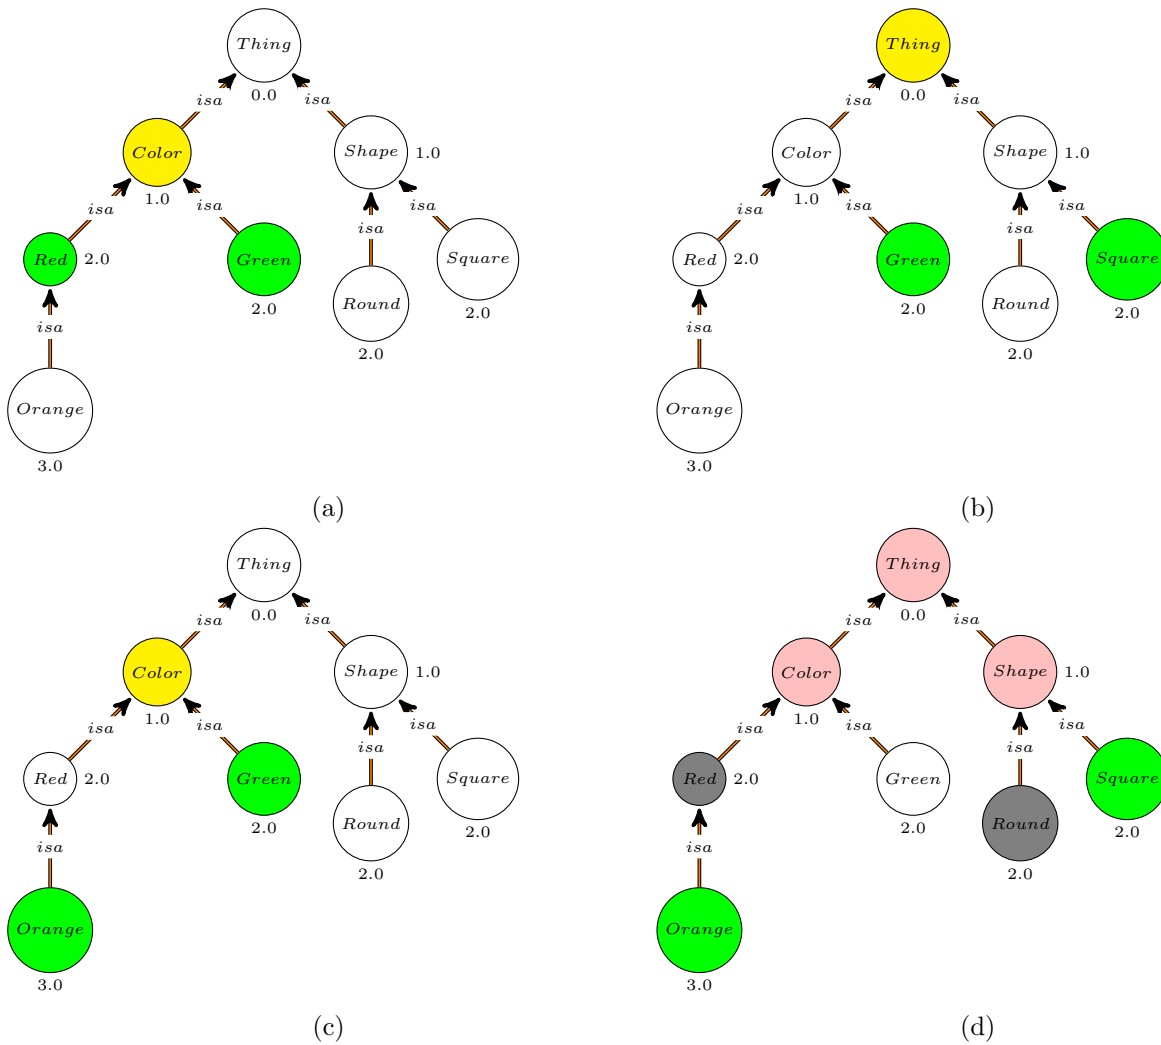 Thing
0.0
isa
isa
Color
1.0
Shape
1.0
isa
isa
isa
isa
Red
2.0
Green
2.0
Round
2.0
Square
2.0
isa
Orange
3.0
(a)
Thing
0.0
isa
isa
Color
1.0
Shape
1.0
isa
isa
isa
isa
Red
2.0
Green
2.0
Round
2.0
Square
2.0
isa
Orange
3.0
(b)
Thing
0.0
isa
isa
Color
1.0
Shape
1.0
isa
isa
isa
isa
Red
2.0
Green
2.0
Round
2.0
Square
2.0
isa
Orange
3.0
(c)
Thing
0.0
isa
isa
Color
1.0
Shape
1.0
isa
isa
isa
isa
Red
2.0
Green
2.0
Round
2.0
Square
2.0
isa
Orange
3.0
(d)